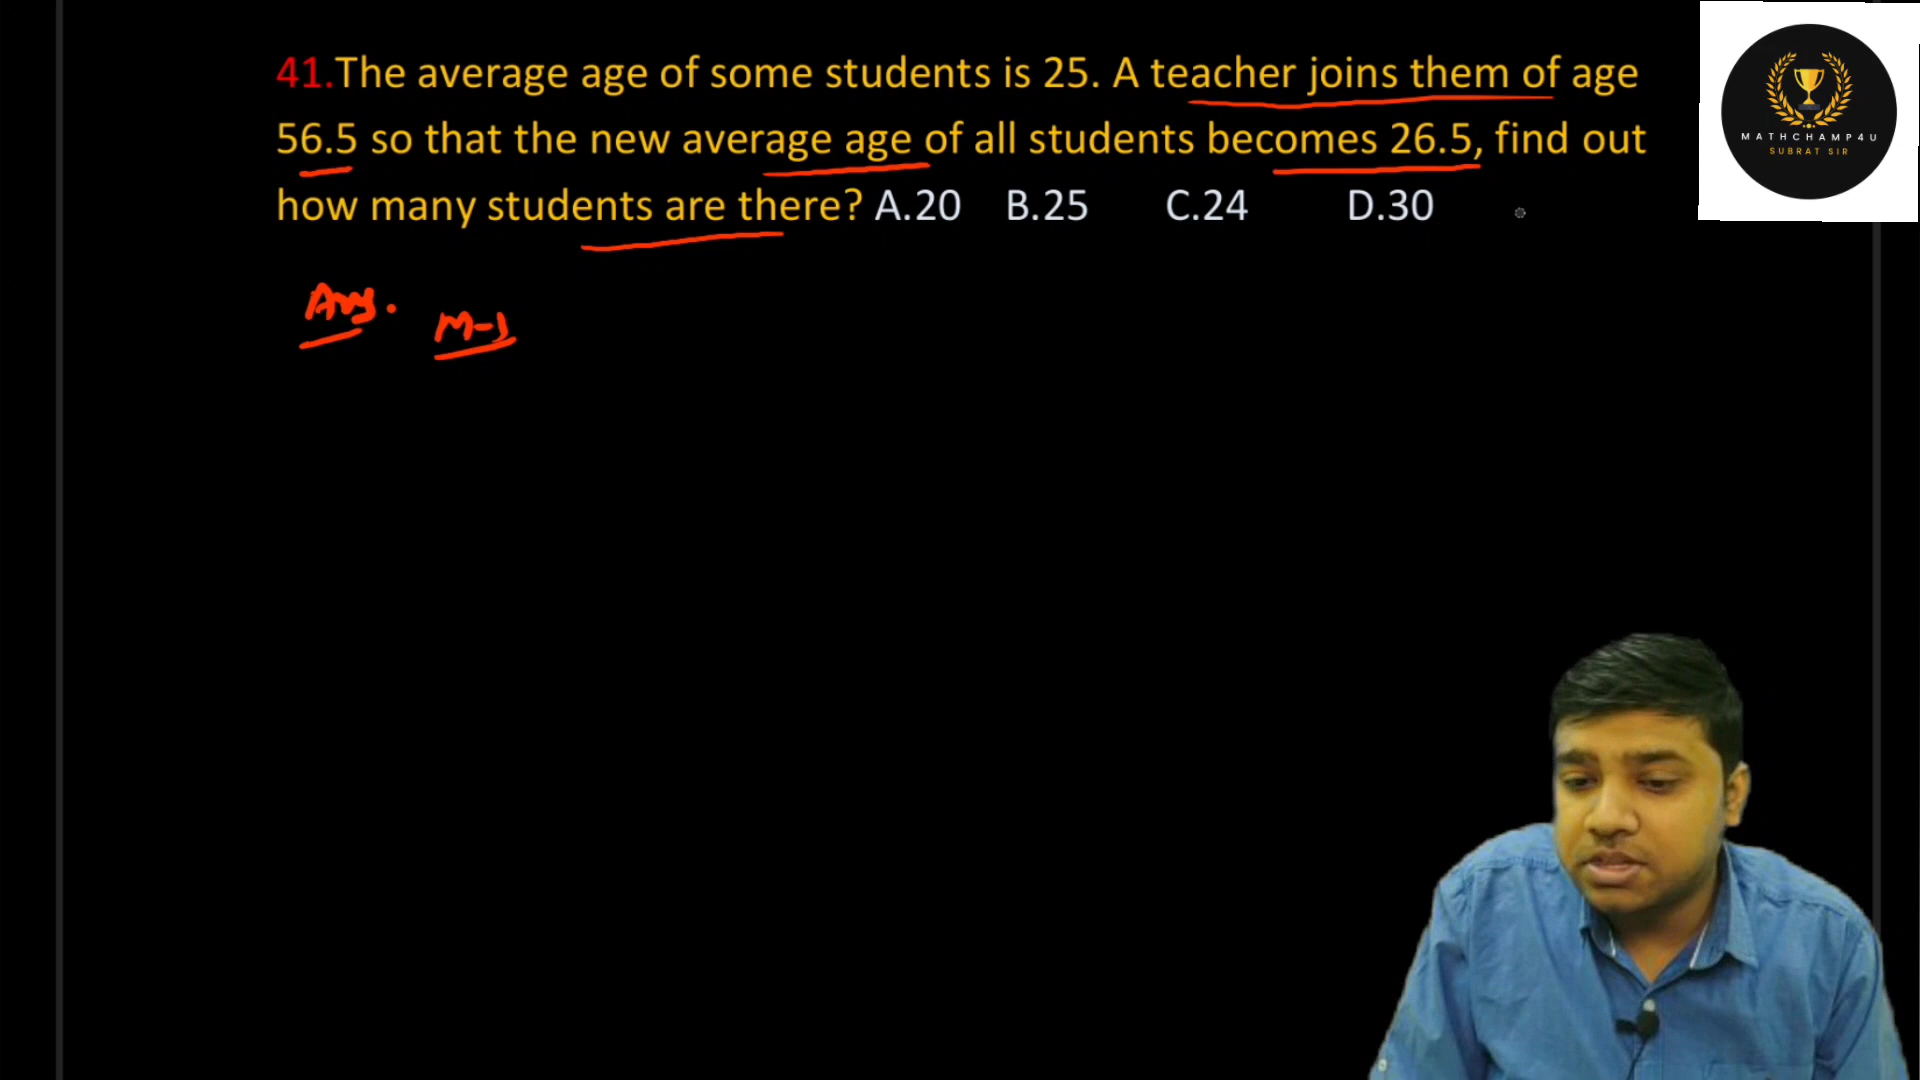 41.The average age of some students is 25. A teacher joins them of age
56.5 so that the new average age of all students becomes 26.5, find out
how many students are there? A.20 B.25 C.24 D.30
MATHCHAMP4U
SUBRAT SIR
Ans.
M-1